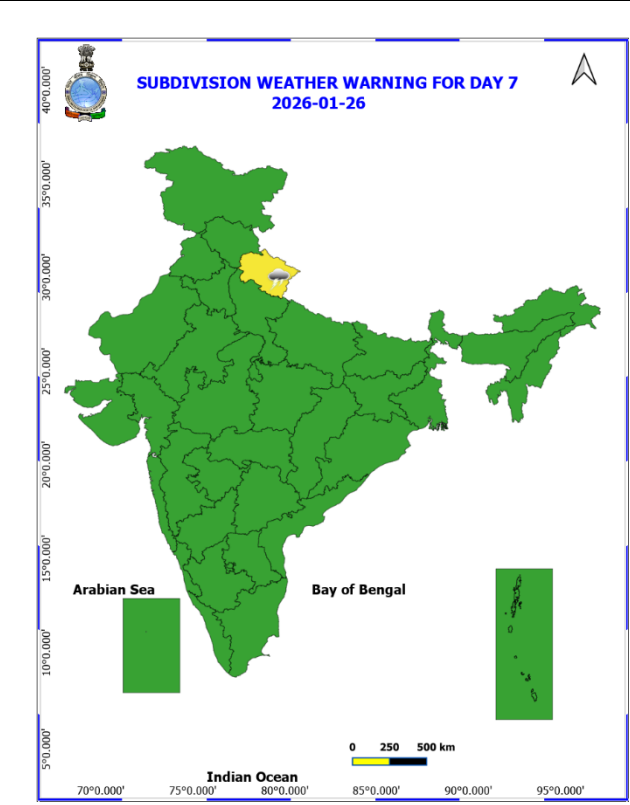 SUBDIVISION WEATHER WARNING FOR DAY 7
2026-01-26
40°0.000'
35°0.000'
30°0.000'
25°0.000'
20°0.000'
15°0.000'
10°0.000'
5°0.000'
Arabian Sea
Bay of Bengal
0 250 500 km
Indian Ocean
70°0.000' 75°0.000' 80°0.000' 85°0.000' 90°0.000' 95°0.000'